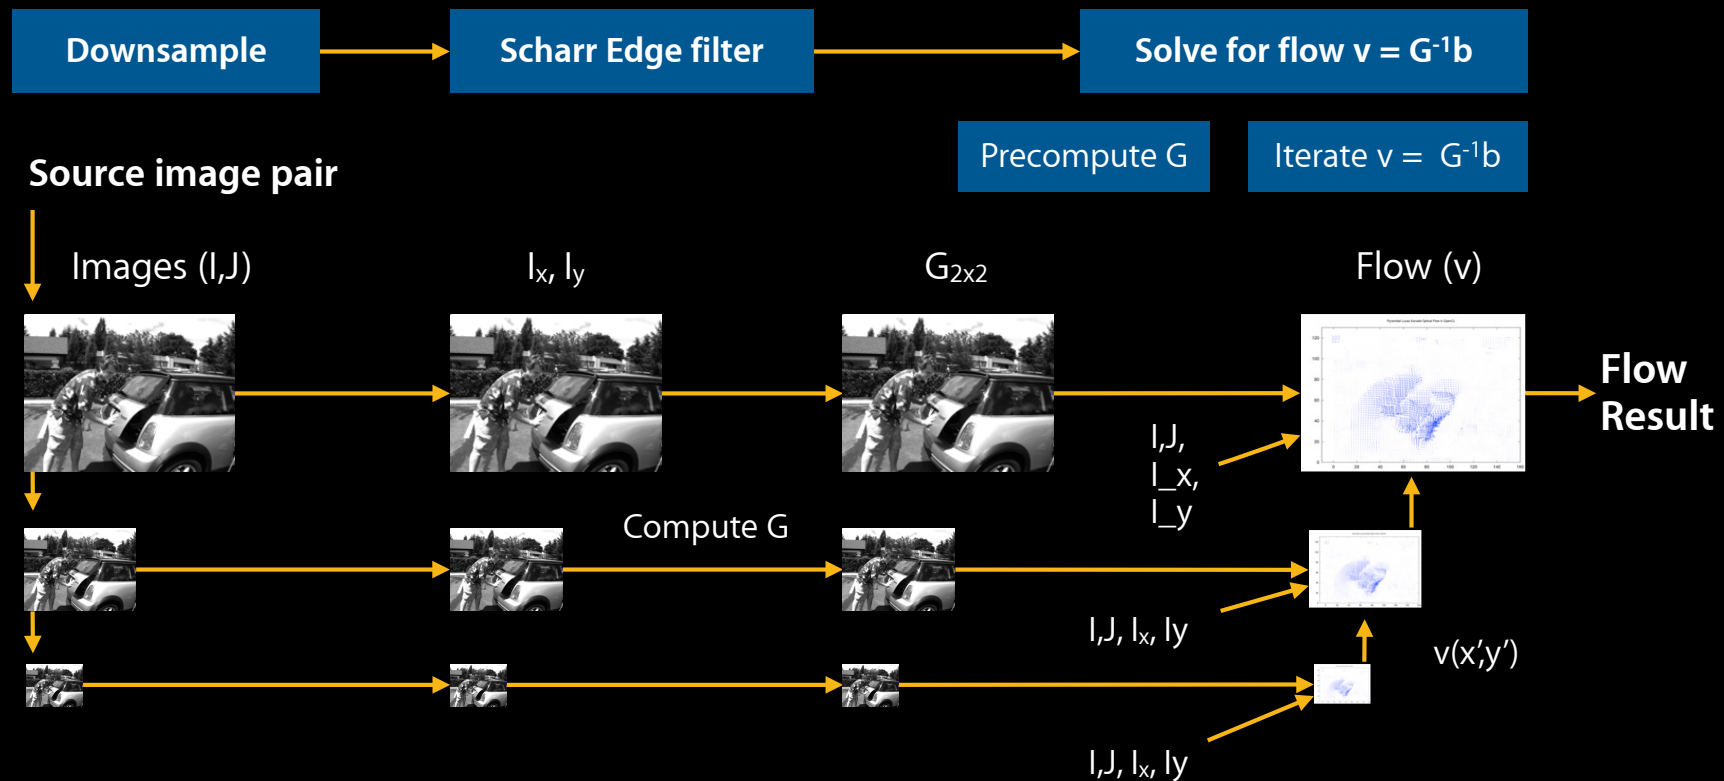 Downsample
Scharr Edge filter
Solve for flow v = G⁻¹b
Precompute G
Iterate v = G⁻¹b
Source image pair
Images (I,J)
Iₓ, Iᵧ
G₂ₓ₂
Flow (v)
Flow
Result
I,J,
I_x,
I_y
Compute G
I,J, Iₓ, Iy
v(x',y')
I,J, Iₓ, Iy